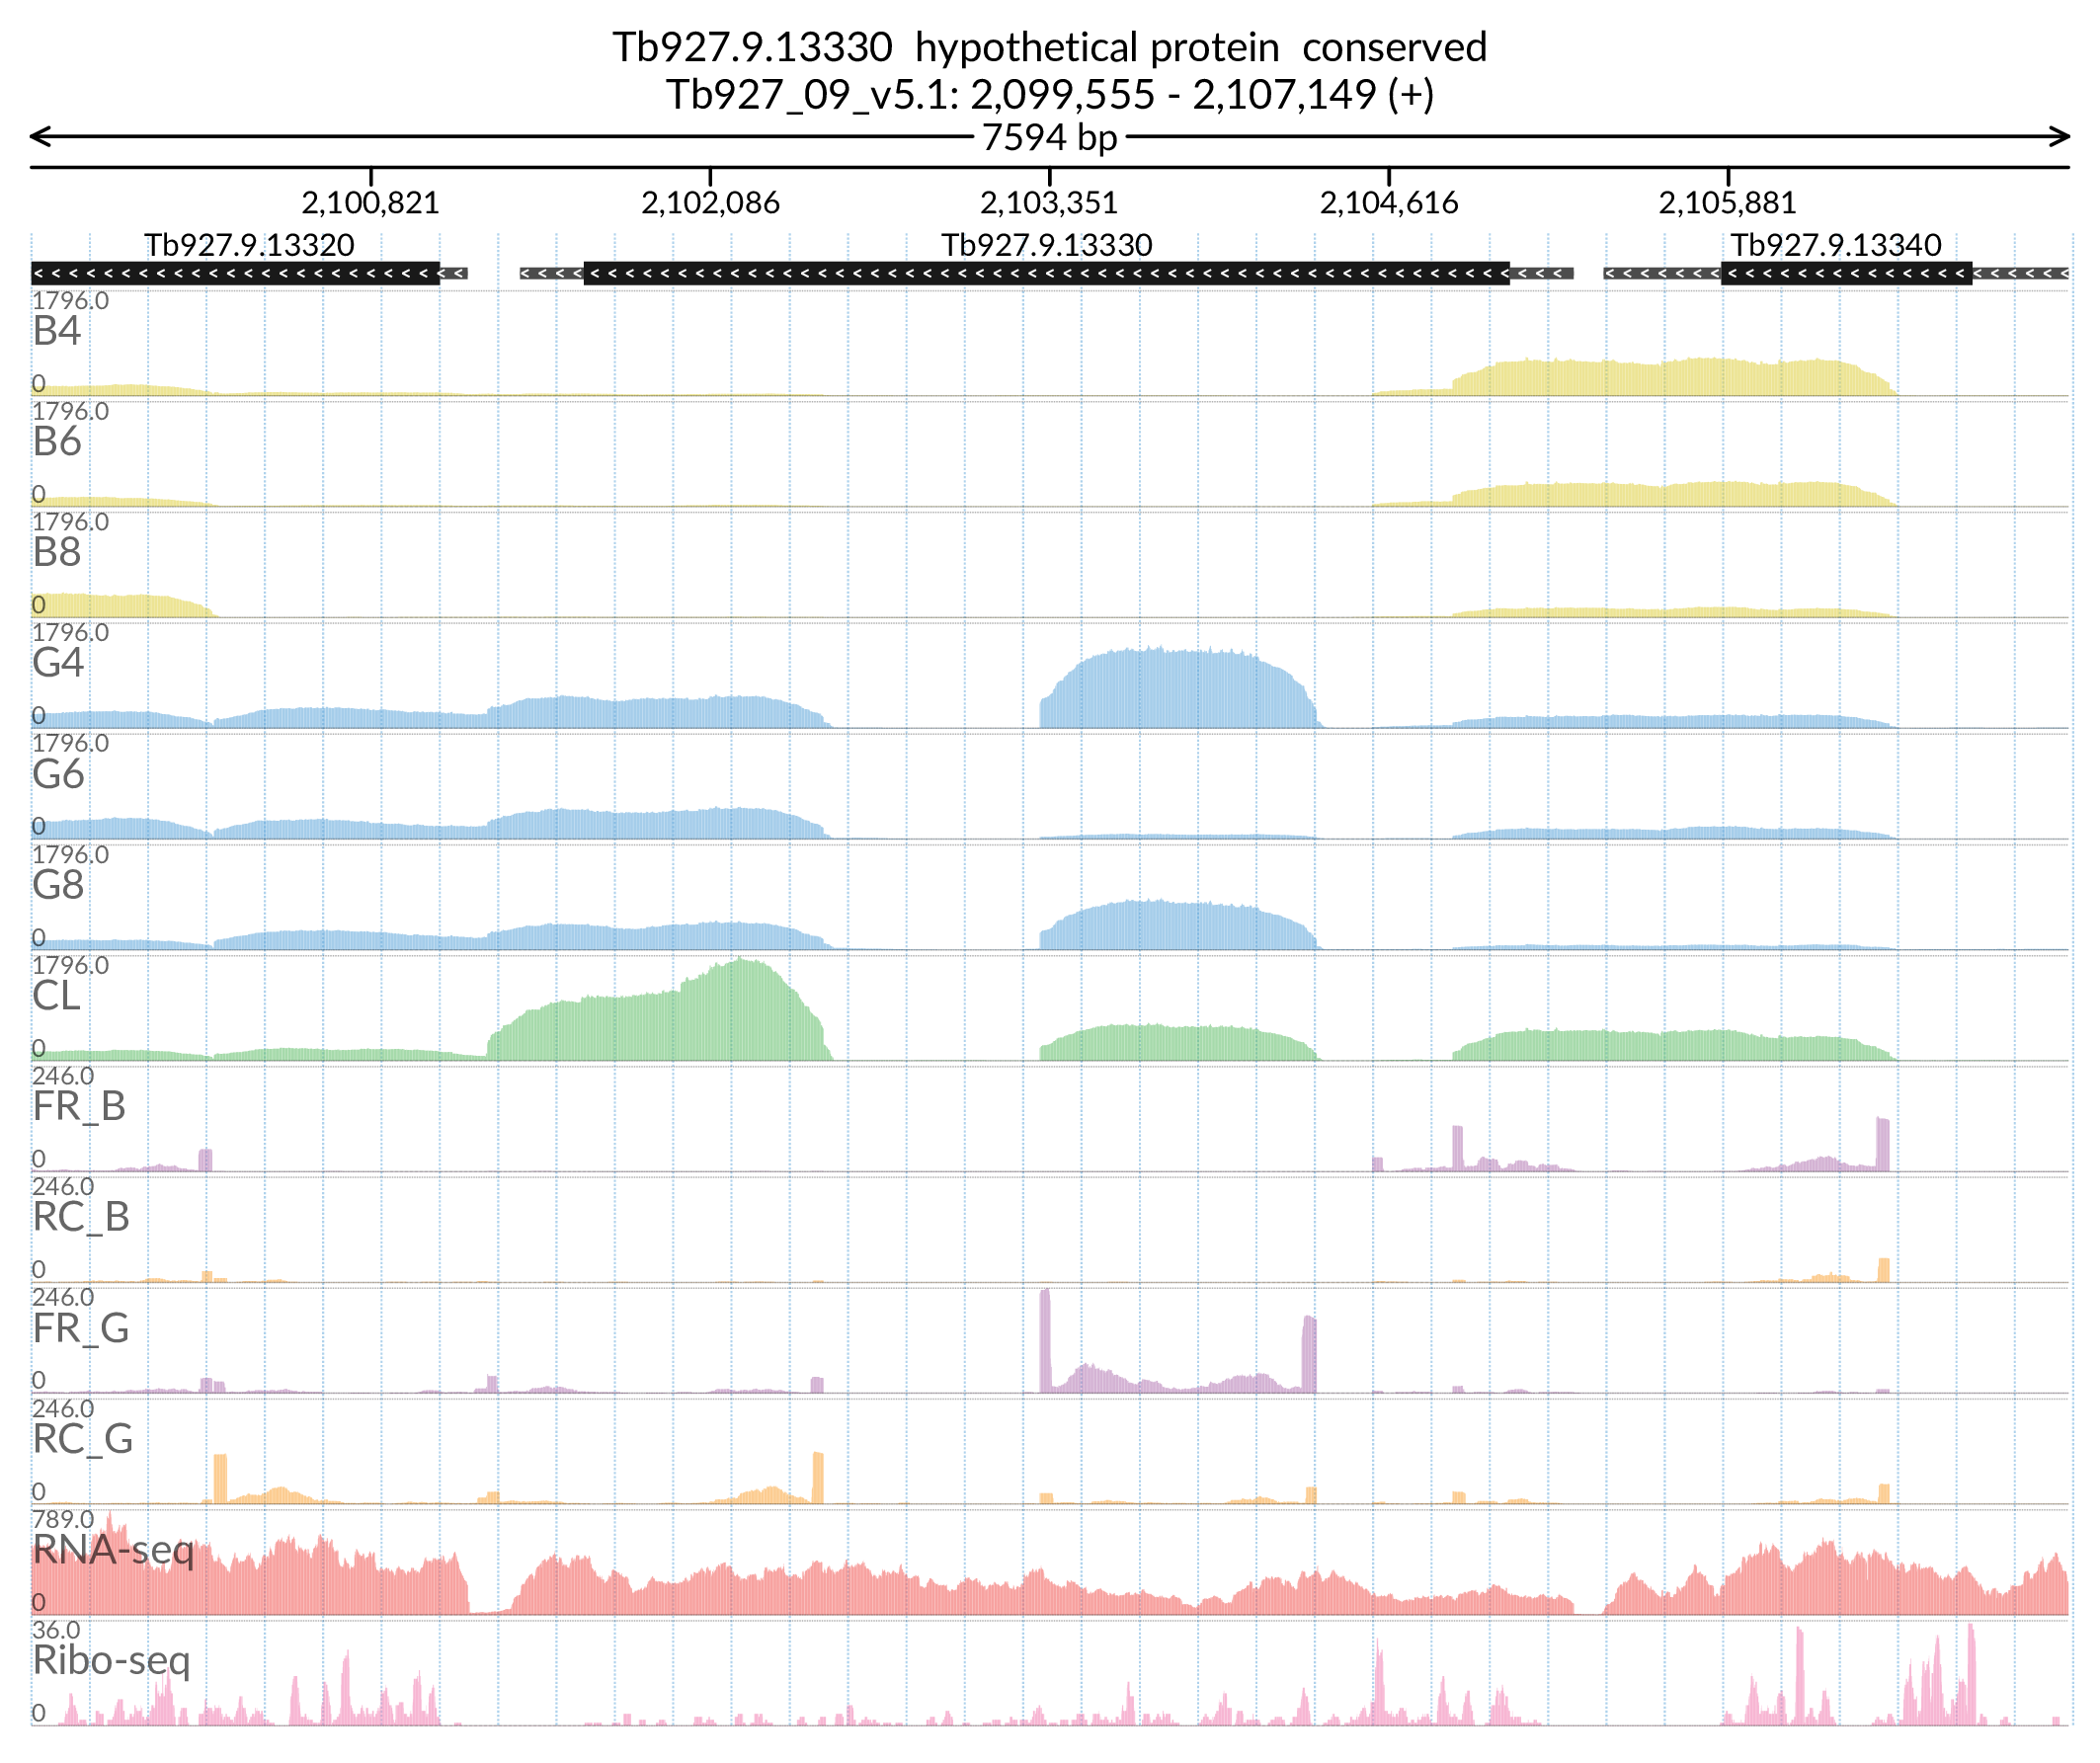 Tb927.9.13330 hypothetical protein conserved
Tb927_09_v5.1: 2,099,555 - 2,107,149 (+)
7594 bp
2,100,821 2,102,086 2,103,351 2,104,616 2,105,881
Tb927.9.13320 Tb927.9.13330 Tb927.9.13340
1796.0
B4
0
1796.0
B6
0
1796.0
B8
0
1796.0
G4
0
1796.0
G6
0
1796.0
G8
0
1796.0
CL
0
246.0
FR_B
0
246.0
RC_B
0
246.0
FR_G
0
246.0
RC_G
0
789.0
RNA-seq
0
36.0
Ribo-seq
0